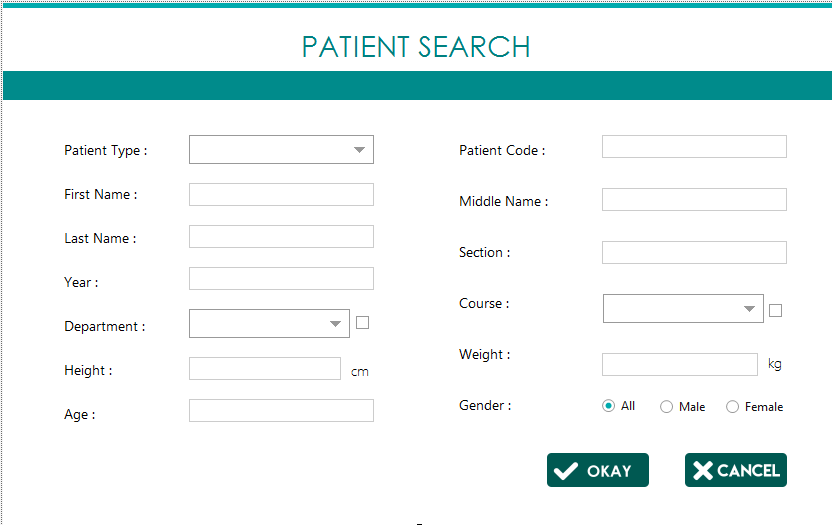 PATIENT SEARCH
Patient Type :
Patient Code :
First Name :
Middle Name :
Last Name :
Section :
Year :
Course :
Department :
Weight :
kg
Height :
cm
Gender :
All
Male
Female
Age :
OKAY
CANCEL